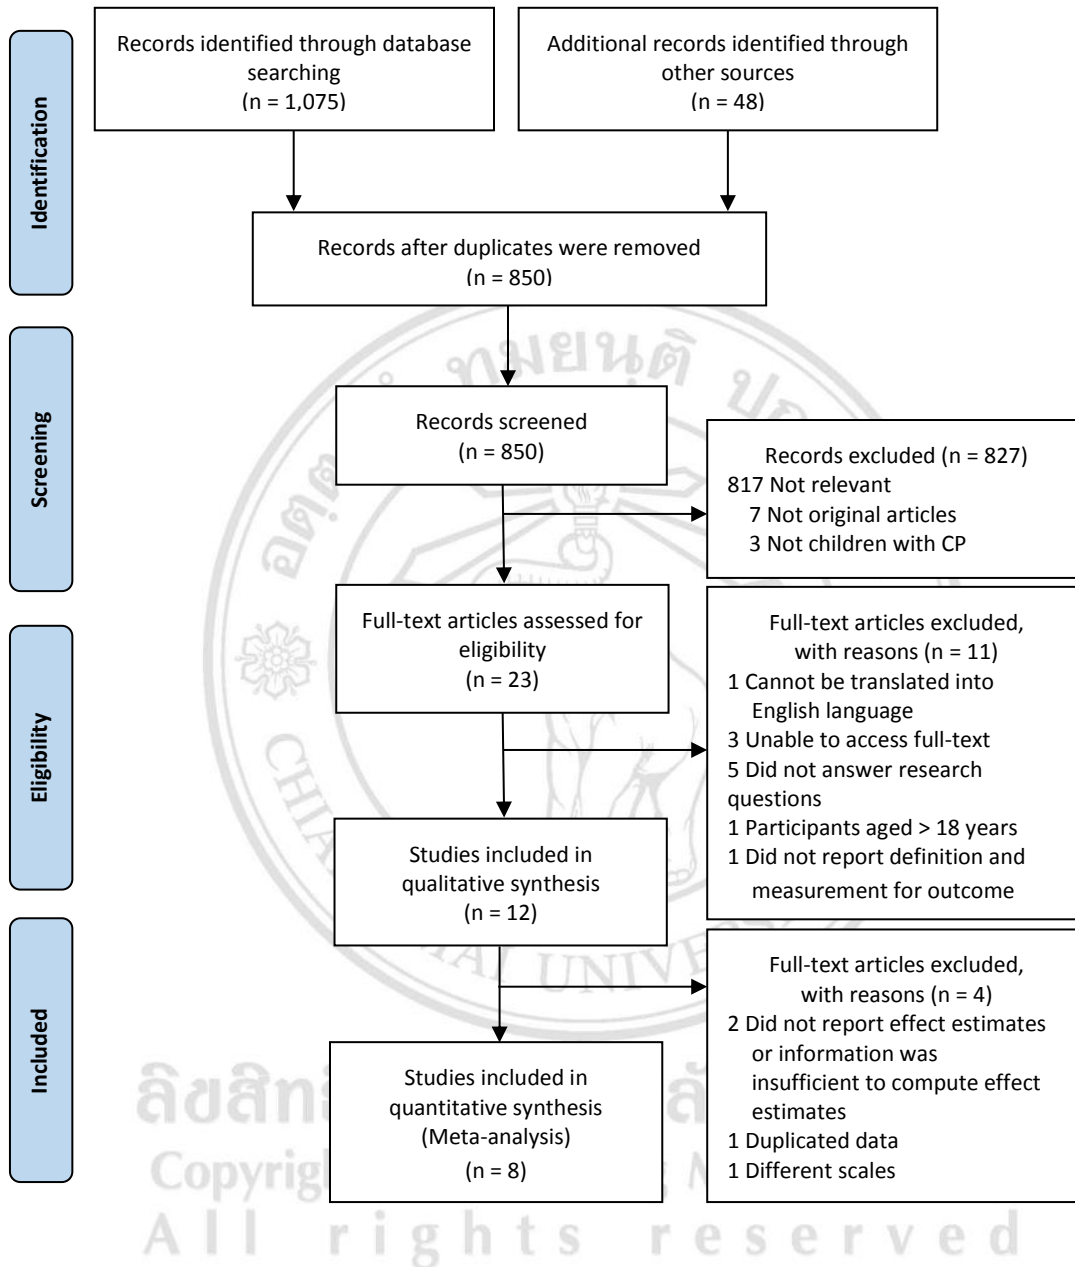 Identification
Records identified through database
searching
(n = 1,075)
Additional records identified through
other sources
(n = 48)
Records after duplicates were removed
(n = 850)
Screening
Records screened
(n = 850)
Records excluded (n = 827)
817 Not relevant
7 Not original articles
3 Not children with CP
Eligibility
Full-text articles assessed for
eligibility
(n = 23)
Full-text articles excluded,
with reasons (n = 11)
1 Cannot be translated into
English language
3 Unable to access full-text
5 Did not answer research
questions
1 Participants aged > 18 years
1 Did not report definition and
measurement for outcome
Studies included in
qualitative synthesis
(n = 12)
Included
Full-text articles excluded,
with reasons (n = 4)
2 Did not report effect estimates
or information was
insufficient to compute effect
estimates
1 Duplicated data
1 Different scales
Studies included in
quantitative synthesis
(Meta-analysis)
(n = 8)
ทมยนฺติ
All rights reserved